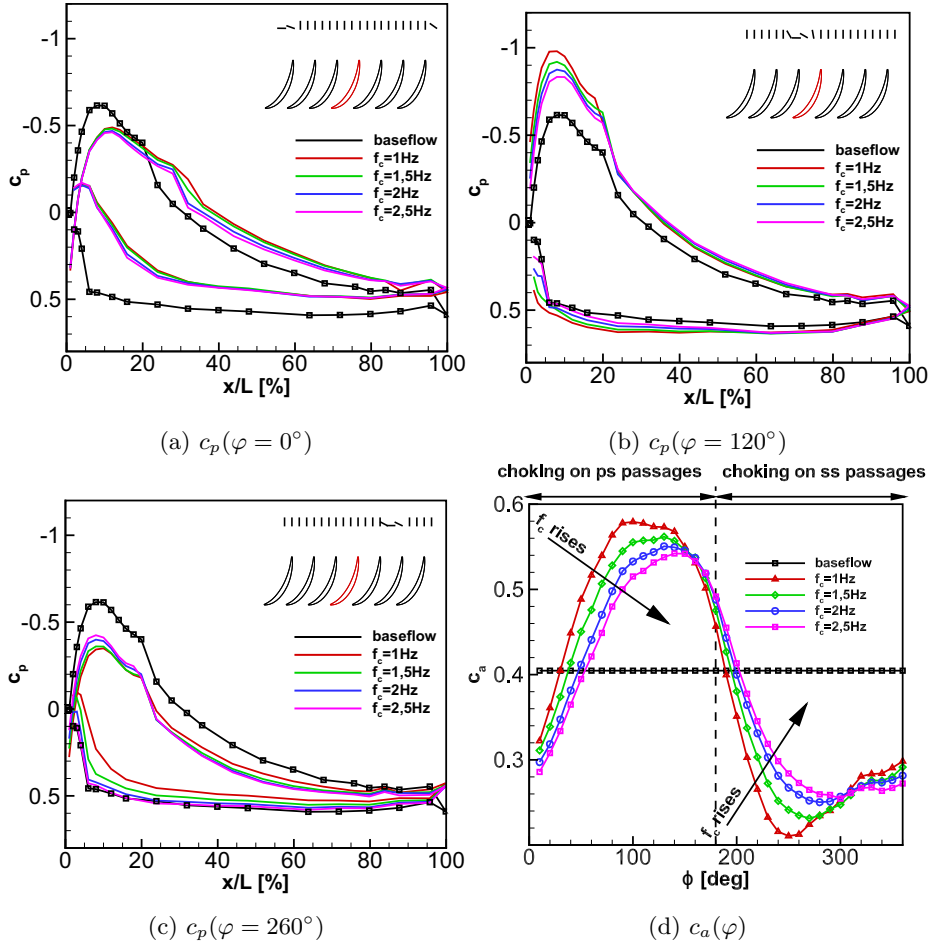 -1
-0.5
0
0.5
c_p
0 20 40 60 80 100
x/L [%]
baseflow
f_c=1Hz
f_c=1,5Hz
f_c=2Hz
f_c=2,5Hz
(a) c_p(φ = 0°)
-1
-0.5
0
0.5
c_p
0 20 40 60 80 100
x/L [%]
baseflow
f_c=1Hz
f_c=1,5Hz
f_c=2Hz
f_c=2,5Hz
(b) c_p(φ = 120°)
-1
-0.5
0
0.5
c_p
0 20 40 60 80 100
x/L [%]
baseflow
f_c=1Hz
f_c=1,5Hz
f_c=2Hz
f_c=2,5Hz
(c) c_p(φ = 260°)
choking on ps passages choking on ss passages
0.6
0.5
0.4
0.3
c_a
0 100 200 300
ϕ [deg]
f_c rises
f_c rises
baseflow
f_c=1Hz
f_c=1,5Hz
f_c=2Hz
f_c=2,5Hz
(d) c_a(φ)